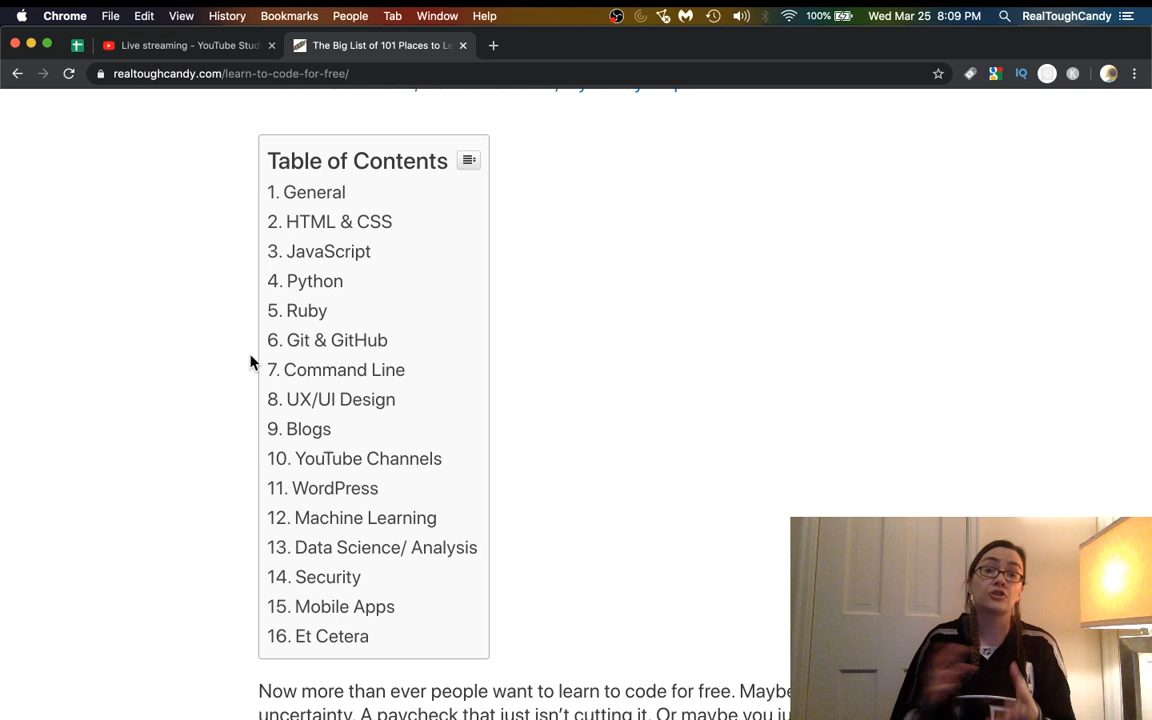 Chrome File Edit View History Bookmarks People Tab Window Help 100% Wed Mar 25 8:09 PM RealToughCandy
Live streaming - YouTube Stud The Big List of 101 Places to Le
realtoughcandy.com/learn-to-code-for-free/ IQ K
Table of Contents
1. General
2. HTML & CSS
3. JavaScript
4. Python
5. Ruby
6. Git & GitHub
7. Command Line
8. UX/UI Design
9. Blogs
10. YouTube Channels
11. WordPress
12. Machine Learning
13. Data Science/ Analysis
14. Security
15. Mobile Apps
16. Et Cetera
Now more than ever people want to learn to code for free. Maybe
uncertainty. A paycheck that just isn't cutting it. Or maybe you ju